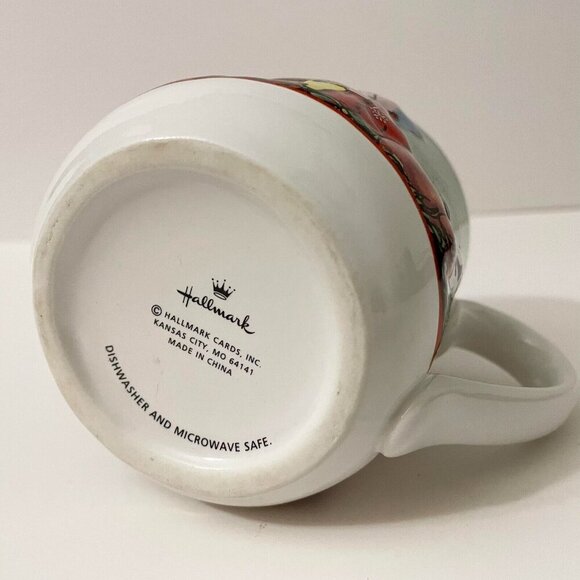 Hallmark
© HALLMARK CARDS, INC.
KANSAS CITY, MO 64141
MADE IN CHINA
DISHWASHER AND MICROWAVE SAFE.